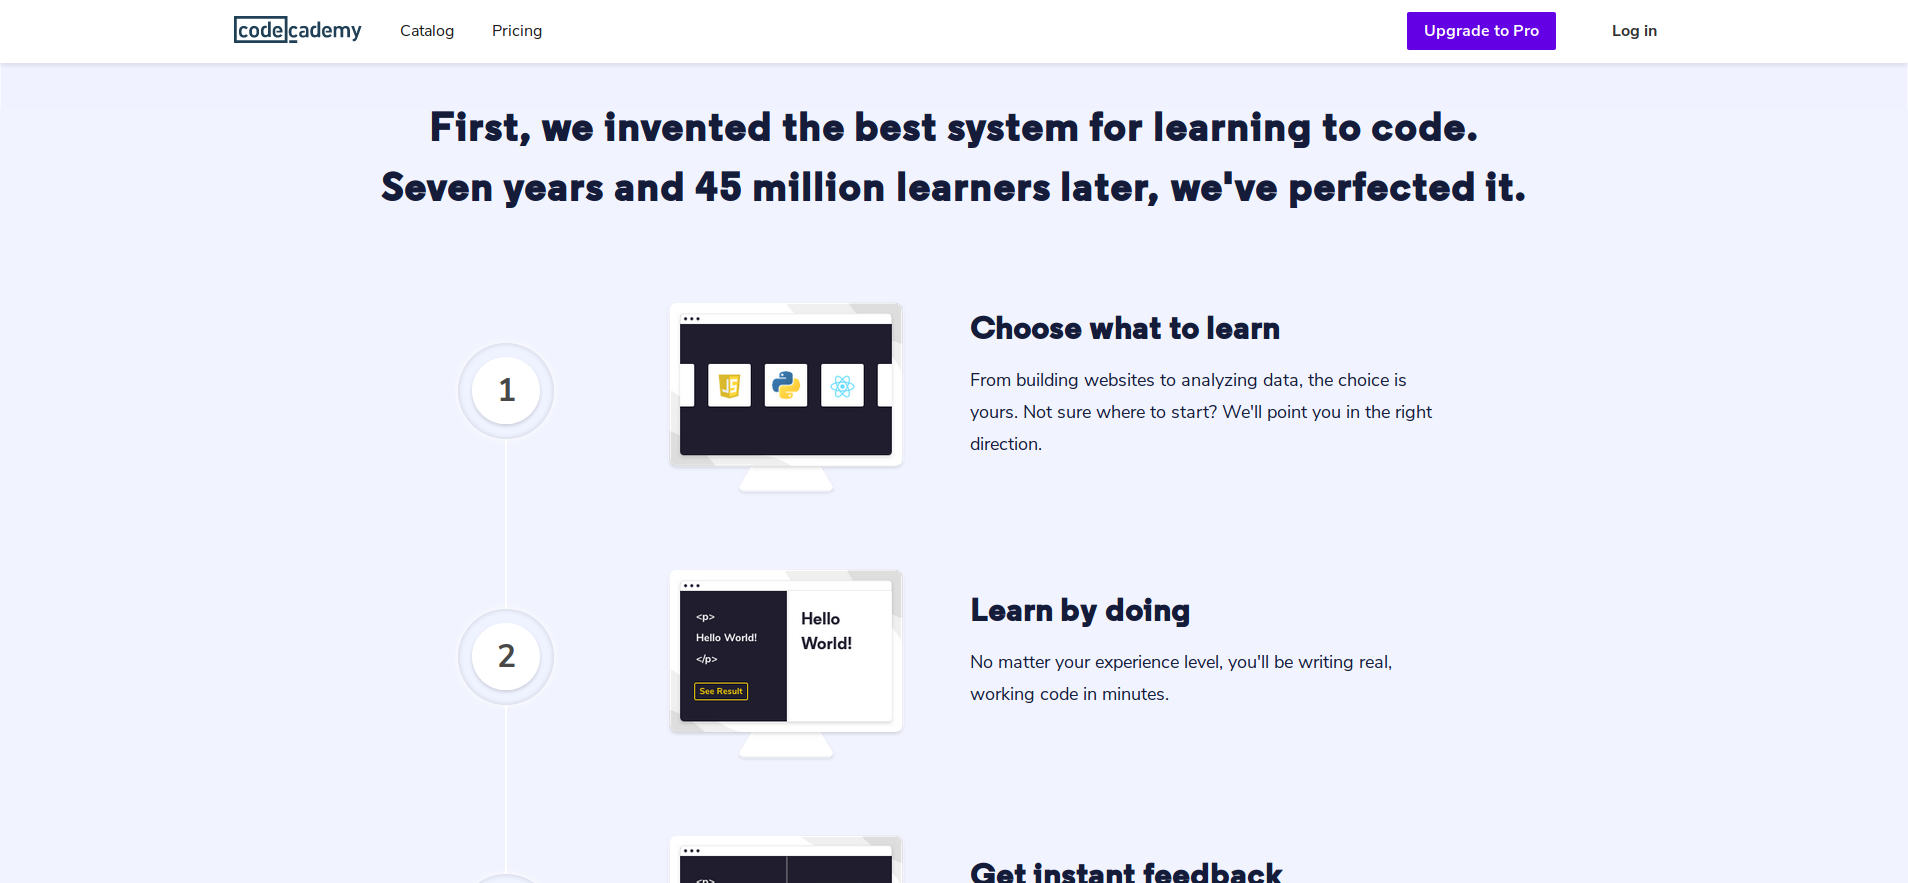 codecademy
Catalog
Pricing
Upgrade to Pro
Log in
First, we invented the best system for learning to code.
Seven years and 45 million learners later, we've perfected it.
1
JS
Choose what to learn
From building websites to analyzing data, the choice is
yours. Not sure where to start? We'll point you in the right
direction.
2
<p>
Hello World!
</p>
See Result
Hello
World!
Learn by doing
No matter your experience level, you'll be writing real,
working code in minutes.
<p>
Get instant feedback